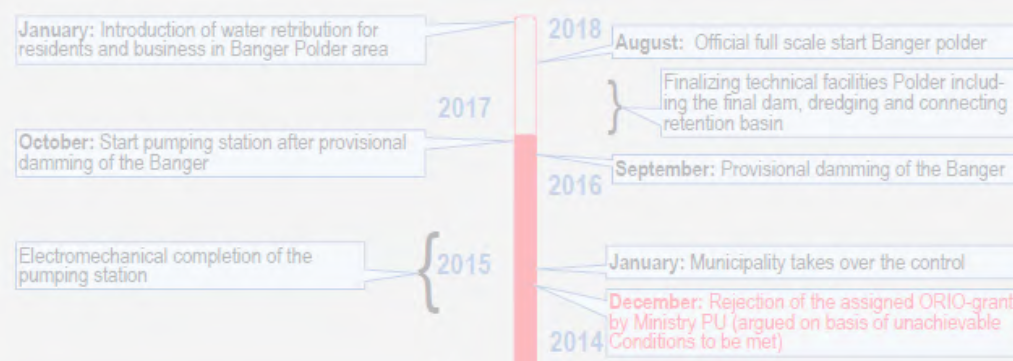 January: Introduction of water retribution for
residents and business in Banger Polder area
2018
August: Official full scale start Banger polder
Finalizing technical facilities Polder includ-
ing the final dam, dredging and connecting
retention basin
2017
October: Start pumping station after provisional
damming of the Banger
September: Provisional damming of the Banger
2016
Electromechanical completion of the
pumping station
2015
January: Municipality takes over the control
December: Rejection of the assigned ORIO-grant
by Ministry PU (argued on basis of unachievable
Conditions to be met)
2014